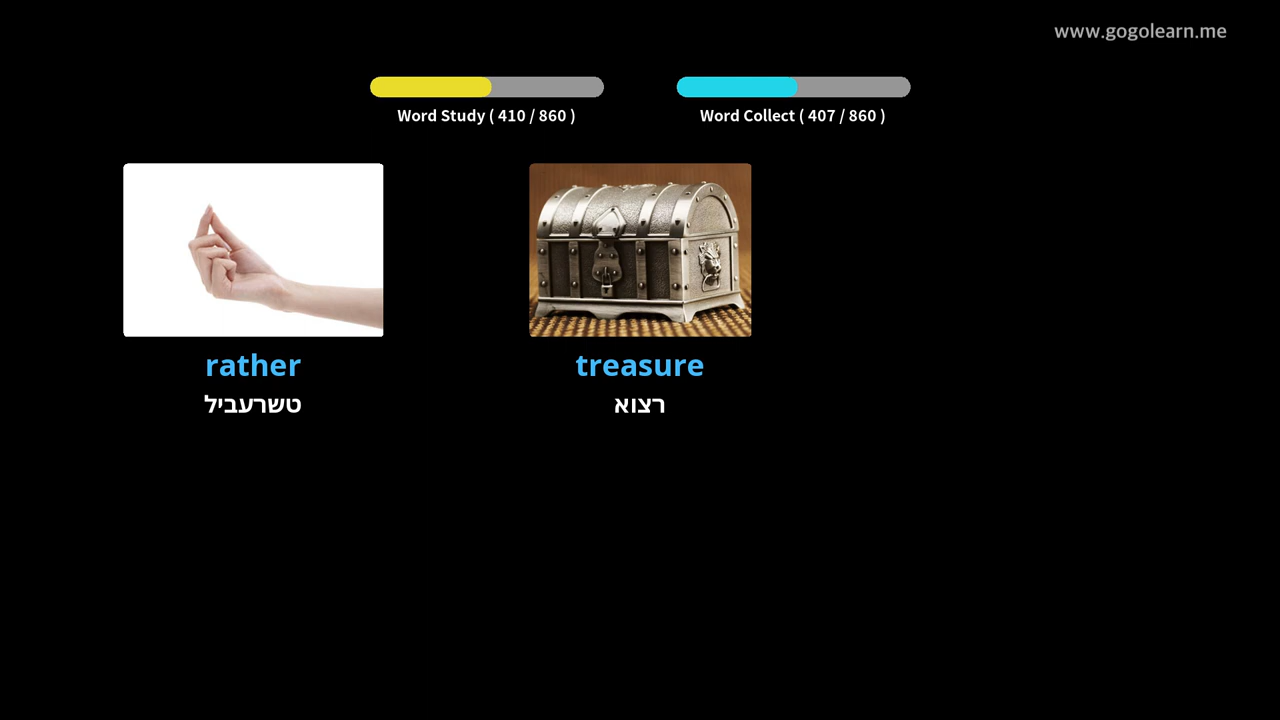 www.gogolearn.me
Word Study ( 410 / 860 )
Word Collect ( 407 / 860 )
rather
טשרעביל
treasure
רצוא